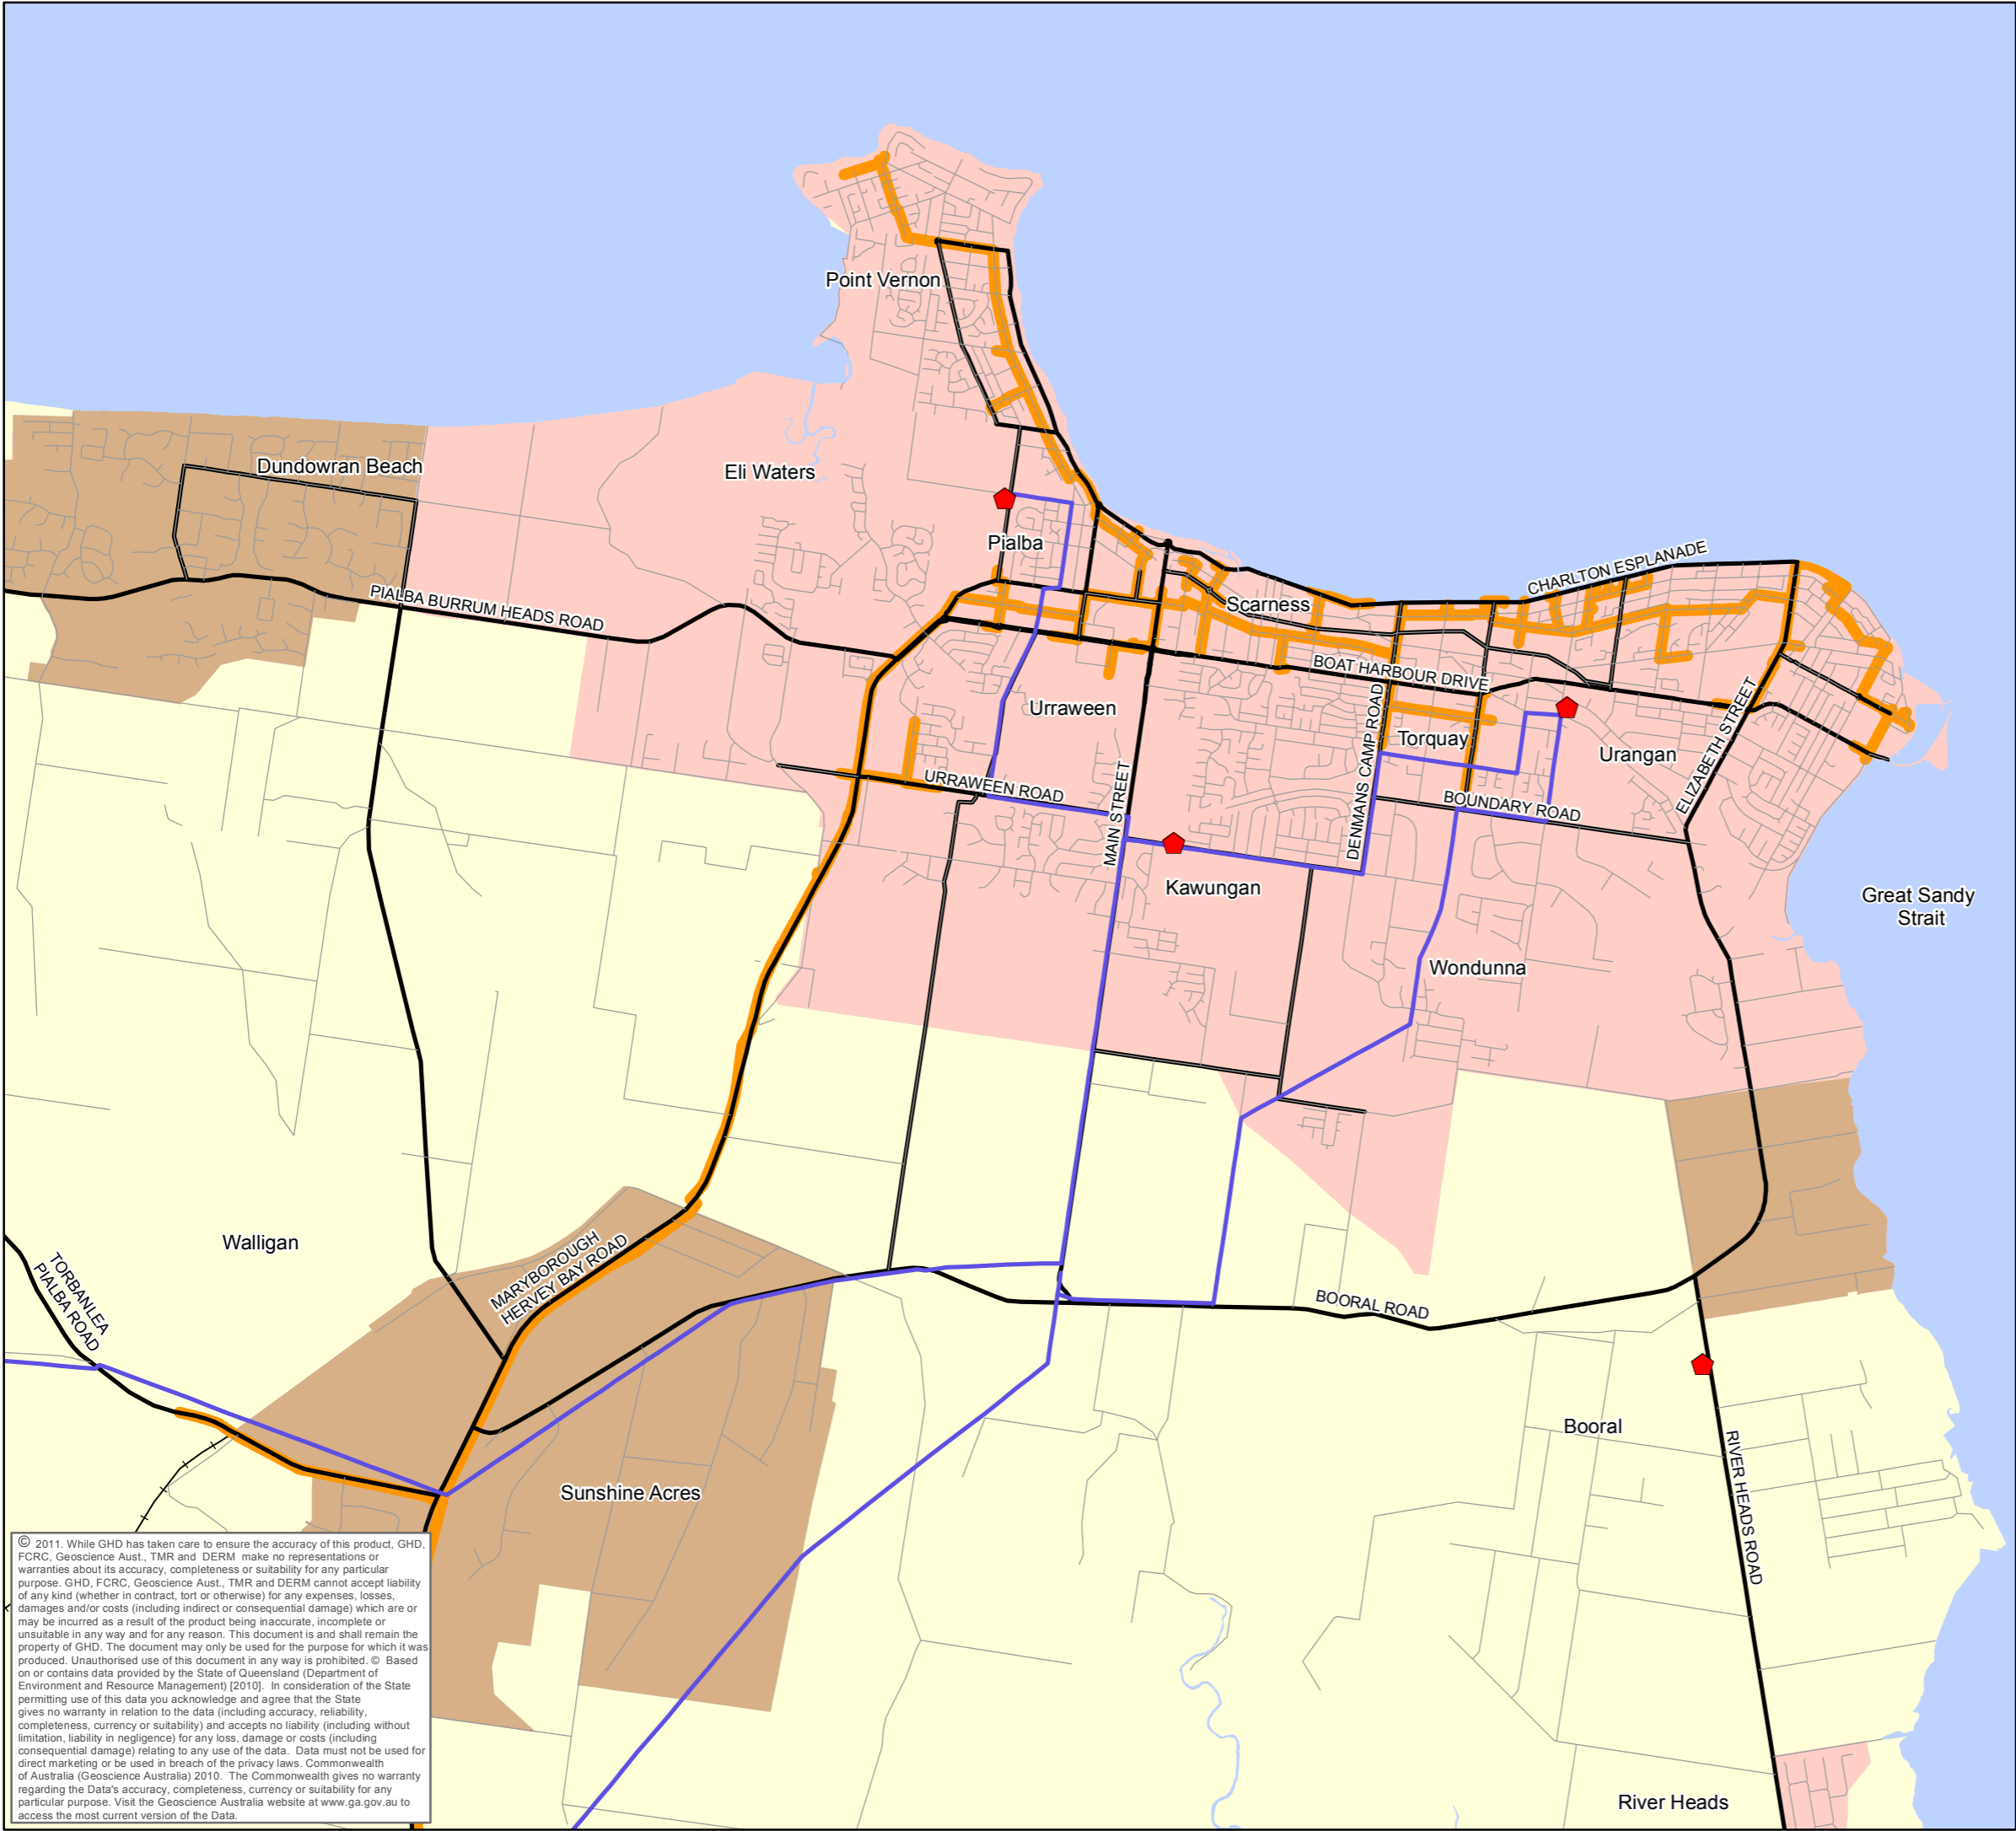 Point Vernon
Dundowran Beach
Eli Waters
Pialba
CHARLTON ESPLANADE
Scarness
PIALBA BURRUM HEADS ROAD
BOAT HARBOUR DRIVE
Urraween
DENMANS CAMP ROAD
Torquay
Urangan
ELIZABETH STREET
URRAWEEN ROAD
BOUNDARY ROAD
MAIN STREET
Kawungan
Great Sandy
Strait
Wondunna
Walligan
MARYBOROUGH
HERVEY BAY ROAD
TORBANLEA
PIALBA ROAD
BOORAL ROAD
Booral
Sunshine Acres
RIVER HEADS ROAD
River Heads
© 2011. While GHD has taken care to ensure the accuracy of this product, GHD,
FCRC, Geoscience Aust., TMR and DERM make no representations or
warranties about its accuracy, completeness or suitability for any particular
purpose. GHD, FCRC, Geoscience Aust., TMR and DERM cannot accept liability
of any kind (whether in contract, tort or otherwise) for any expenses, losses,
damages and/or costs (including indirect or consequential damage) which are or
may be incurred as a result of the product being inaccurate, incomplete or
unsuitable in any way and for any reason. This document is and shall remain the
property of GHD. The document may only be used for the purpose for which it was
produced. Unauthorised use of this document in any way is prohibited. © Based
on or contains data provided by the State of Queensland (Department of
Environment and Resource Management) [2010]. In consideration of the State
permitting use of this data you acknowledge and agree that the State
gives no warranty in relation to the data (including accuracy, reliability,
completeness, currency or suitability) and accepts no liability (including without
limitation, liability in negligence) for any loss, damage or costs (including
consequential damage) relating to any use of the data. Data must not be used for
direct marketing or be used in breach of the privacy laws. Commonwealth
of Australia (Geoscience Australia) 2010. The Commonwealth gives no warranty
regarding the Data's accuracy, completeness, currency or suitability for any
particular purpose. Visit the Geoscience Australia website at www.ga.gov.au to
access the most current version of the Data.